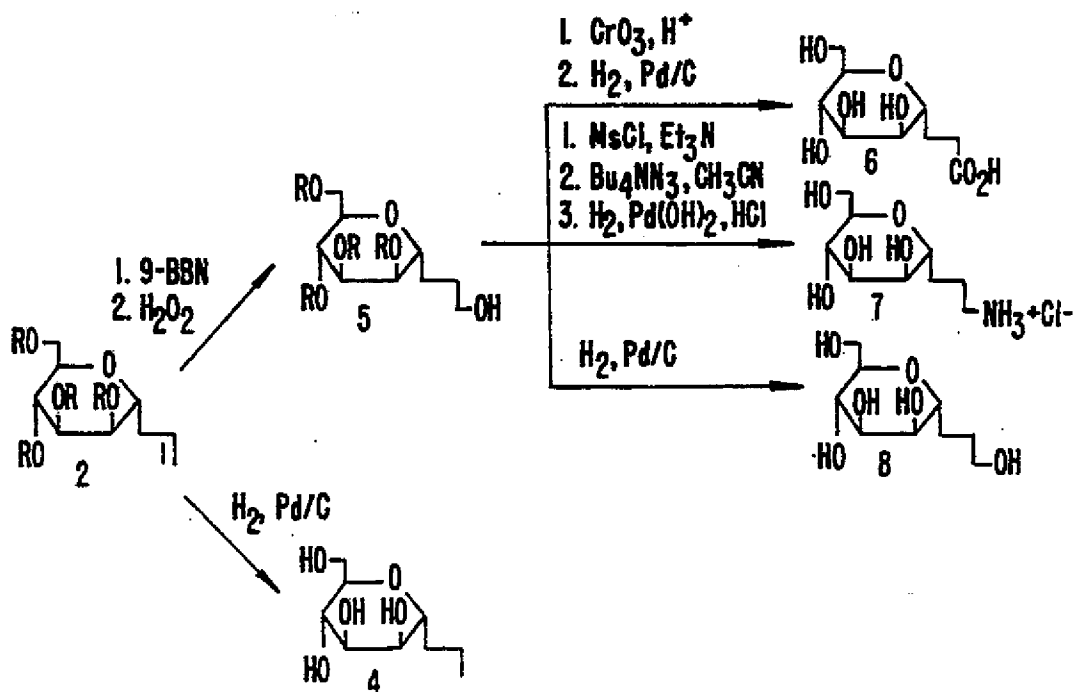 1. CrO3, H+
2. H2, Pd/C
1. MsCl, Et3N
2. Bu4NN3, CH3CN
3. H2, Pd(OH)2, HCl
HO
O
OH HO
HO
6
CO2H
RO
O
OR RO
RO
5
OH
HO
O
OH HO
HO
7
NH3+Cl-
1. 9-BBN
2. H2O2
H2, Pd/C
RO
O
OR RO
RO
2
HO
O
OH HO
HO
8
OH
H2, Pd/C
HO
O
OH HO
HO
4